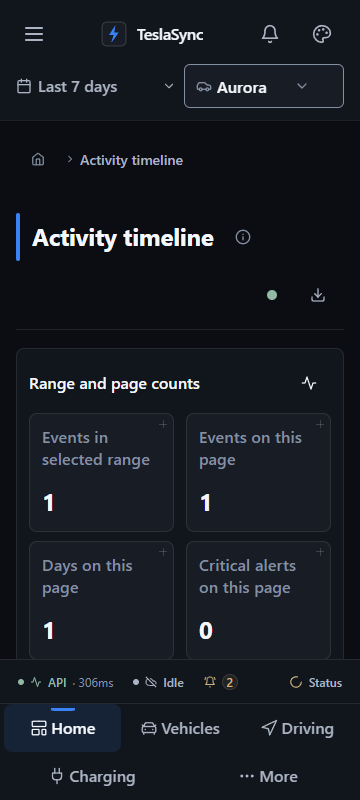 TeslaSync
Last 7 days
Aurora
Activity timeline
Activity timeline
Range and page counts
Events in
selected range
1
Events on this
page
1
Days on this
page
1
Critical alerts
on this page
0
API · 306ms
Idle
2
Status
Home
Vehicles
Driving
Charging
More